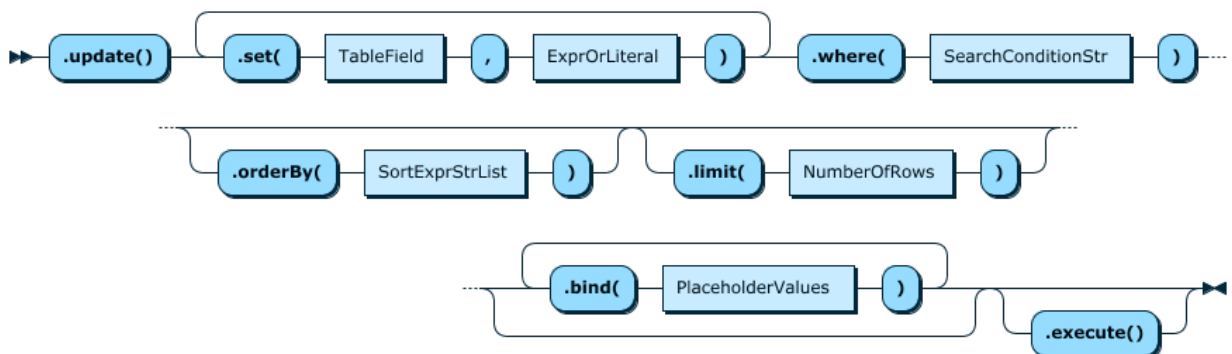 .update() .set( TableField , ExprOrLiteral ) .where( SearchConditionStr )
.orderBy( SortExprStrList ) .limit( NumberOfRows )
.bind( PlaceholderValues )
.execute()